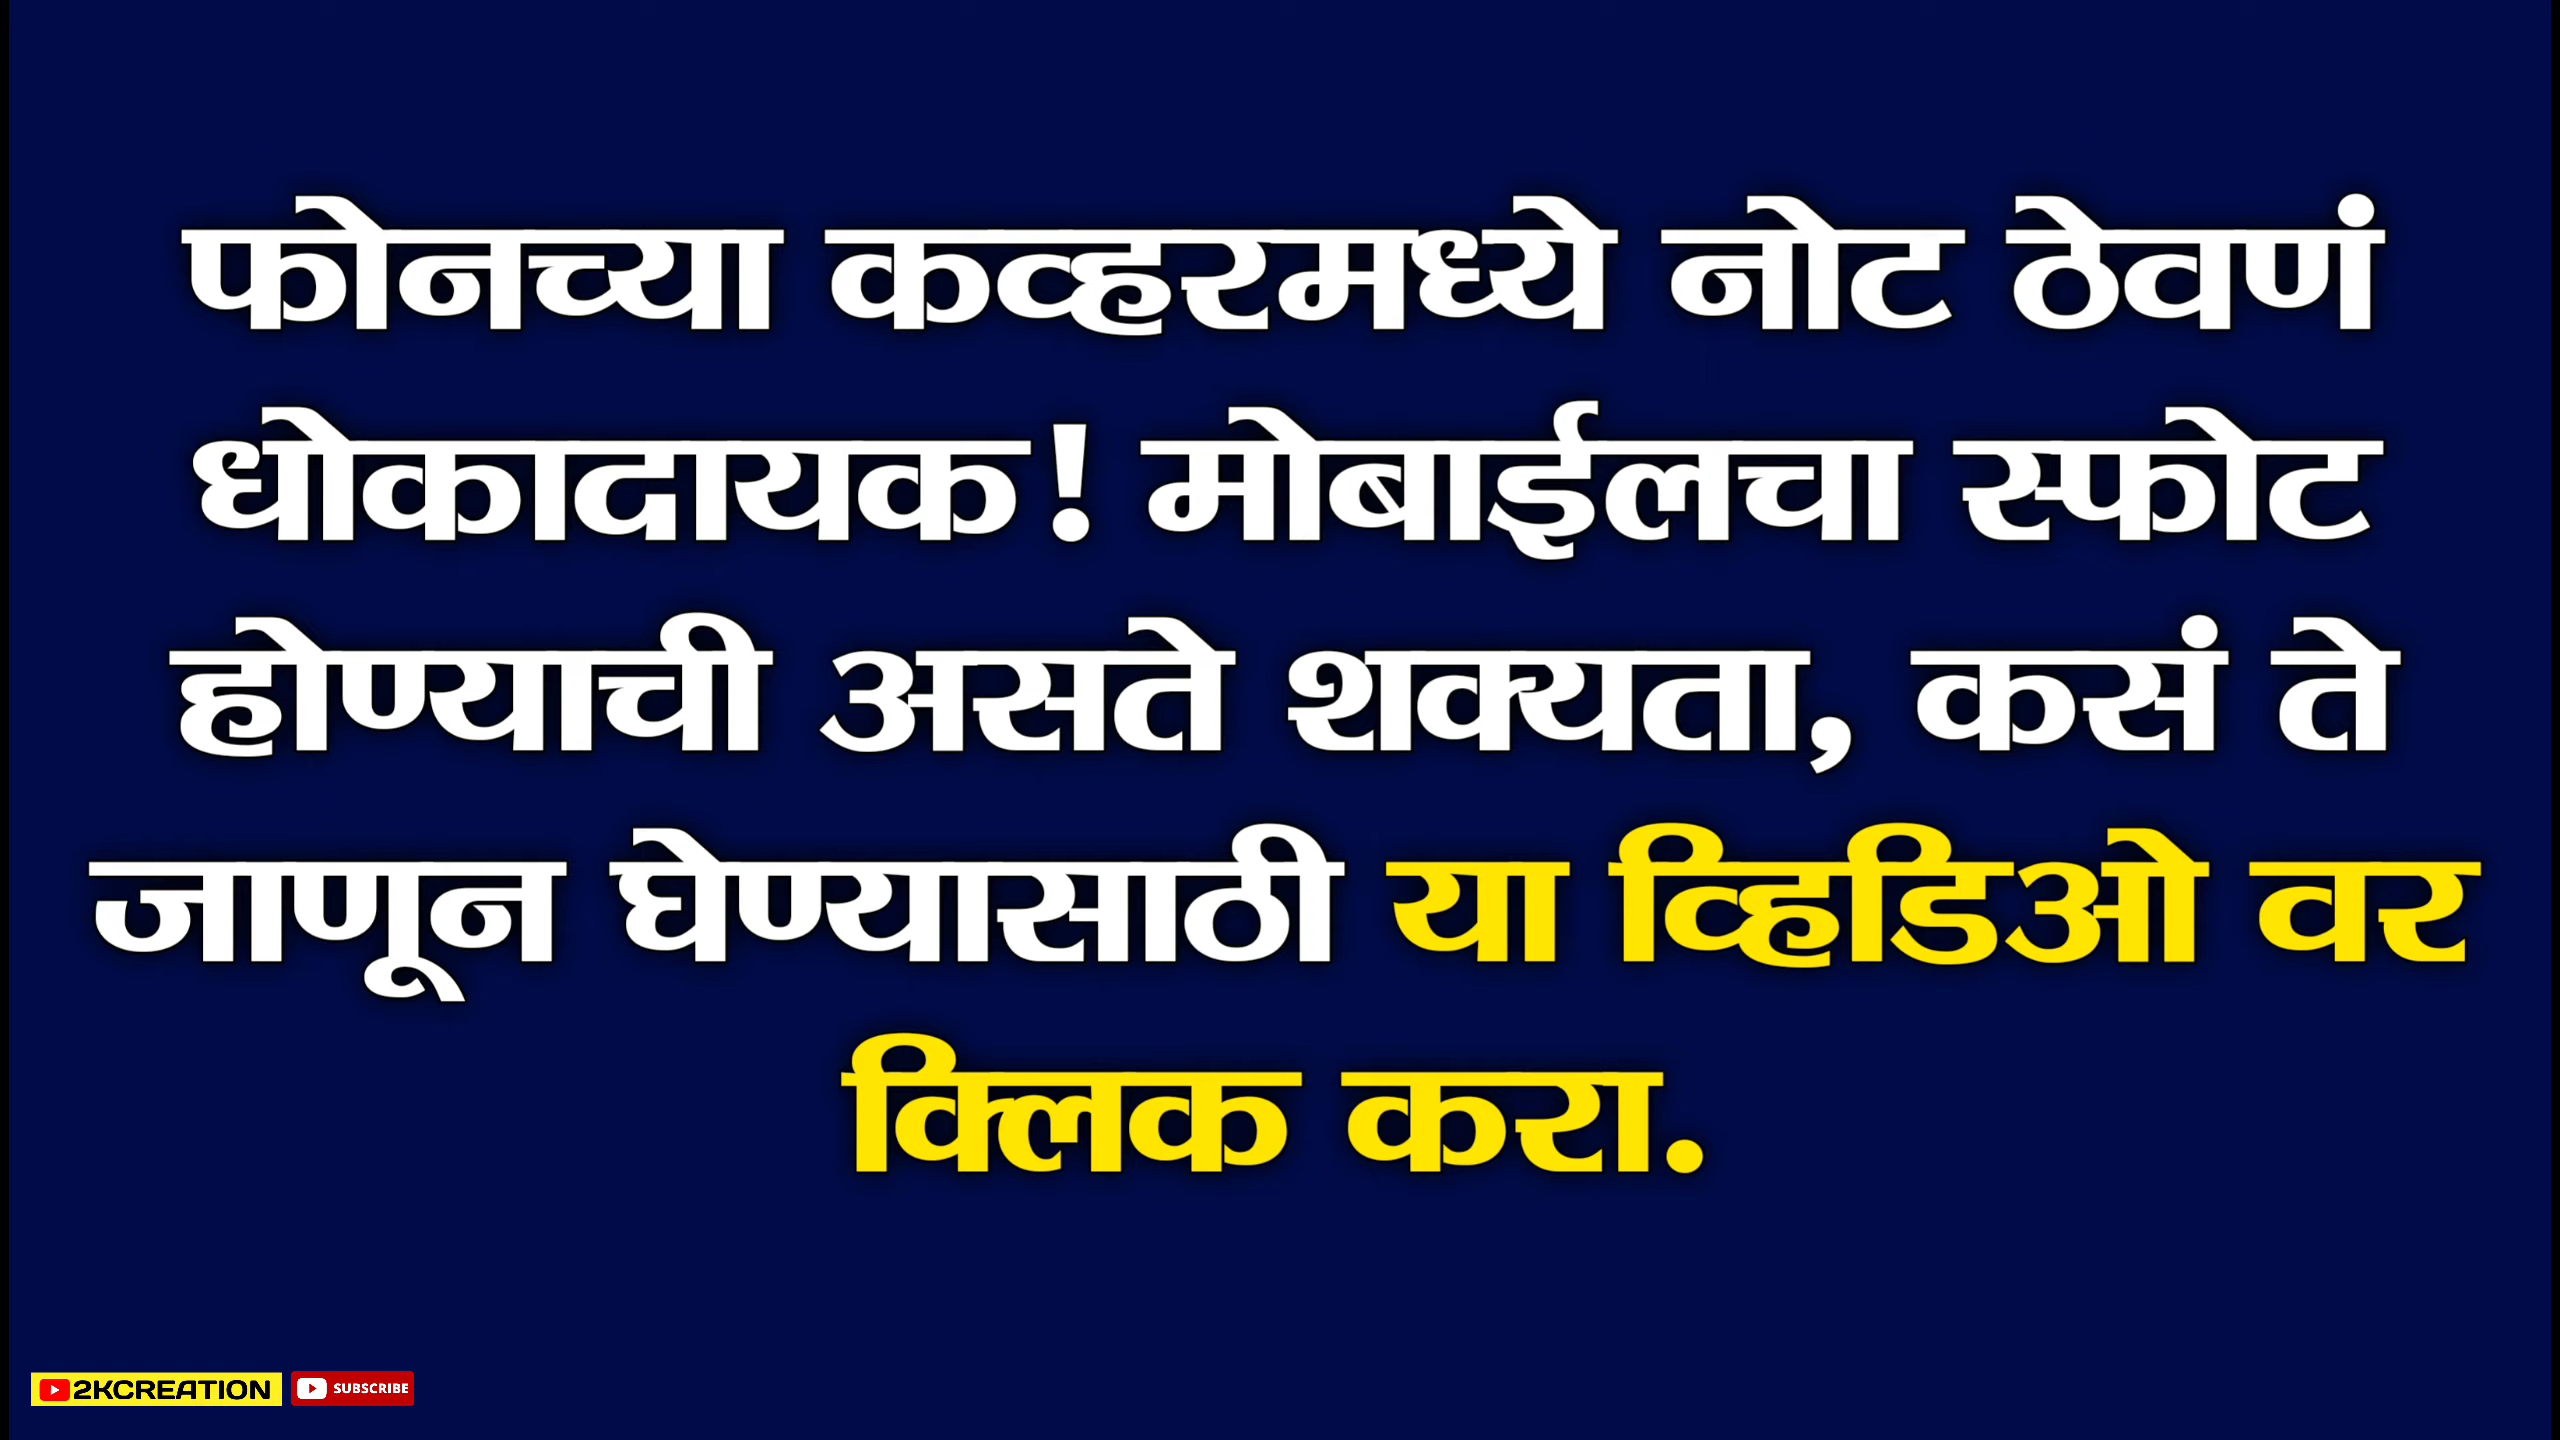 फोनच्या कव्हरमध्ये नोट ठेवणं
धोकादायक! मोबाईलचा स्फोट
होण्याची असते शक्यता, कसं ते
जाणून घेण्यासाठी या व्हिडिओ वर
क्लिक करा.
2KCREATION SUBSCRIBE